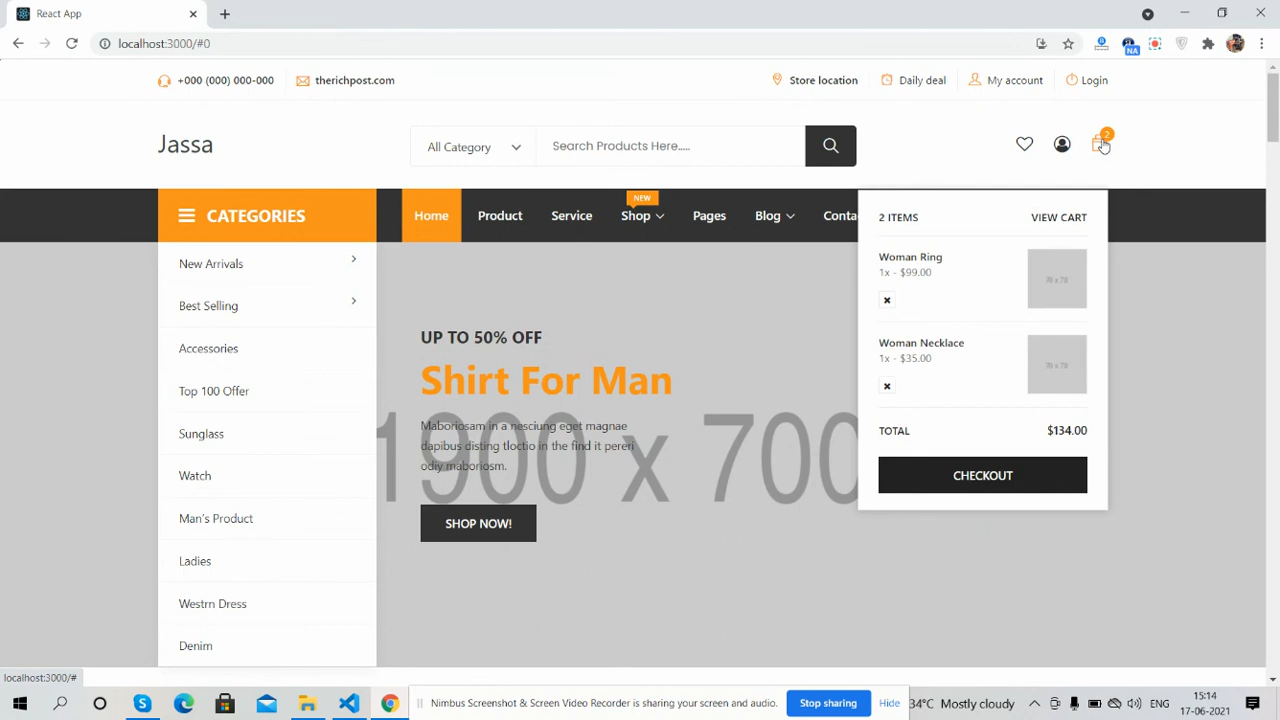 React App
localhost:3000/#0
NA
+000 (000) 000-000
therichpost.com
Store location
Daily deal
My account
Login
Jassa
All Category
Search Products Here.....
2
CATEGORIES
Home
Product
Service
NEW
Shop
Pages
Blog
Conta
2 ITEMS
VIEW CART
Woman Ring
1x - $99.00
70 x 70
Woman Necklace
1x - $35.00
70 x 70
TOTAL
$134.00
CHECKOUT
New Arrivals
Best Selling
Accessories
Top 100 Offer
Sunglass
Watch
Man's Product
Ladies
Westrn Dress
Denim
UP TO 50% OFF
Shirt For Man
Maboriosam in a nesciung eget magnae
dapibus disting tloctio in the find it pereri
odiy maboriosm.
1900 x 700
SHOP NOW!
localhost:3000/#
Nimbus Screenshot & Screen Video Recorder is sharing your screen and audio.
Stop sharing
Hide
34°C Mostly cloudy
ENG
15:14
17-06-2021